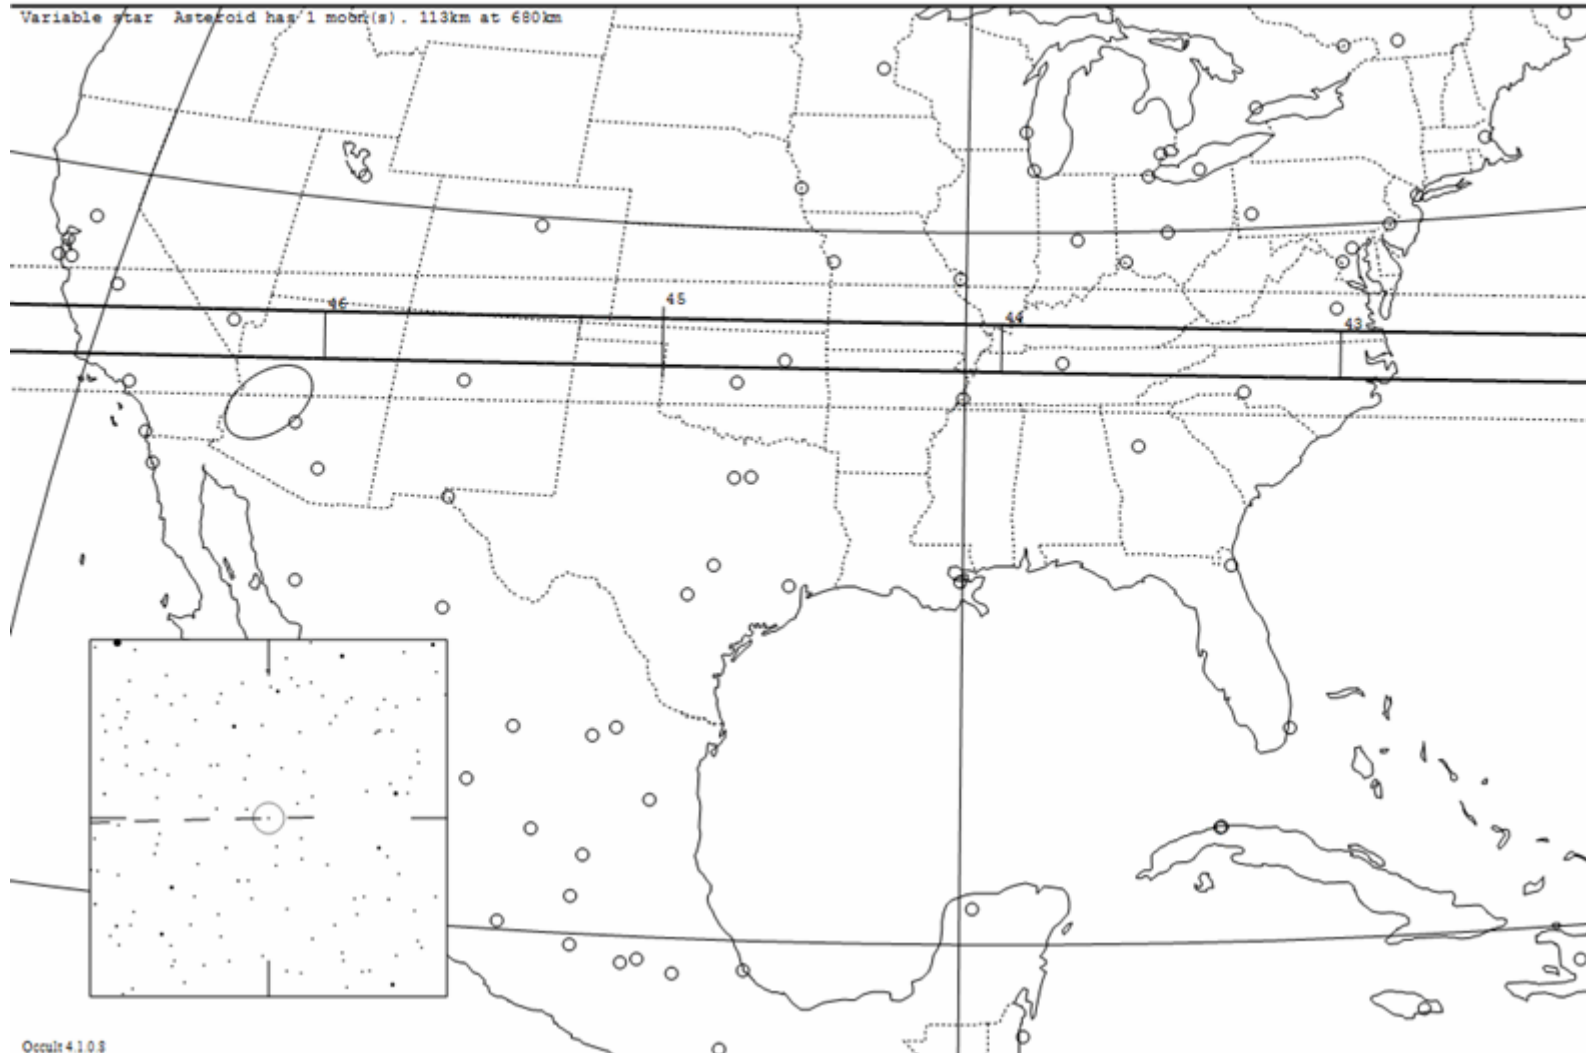 Variable star  Asteroid has 1 moon(s). 113km at 680km
46
45
44
43
Occult 4.1.0.8